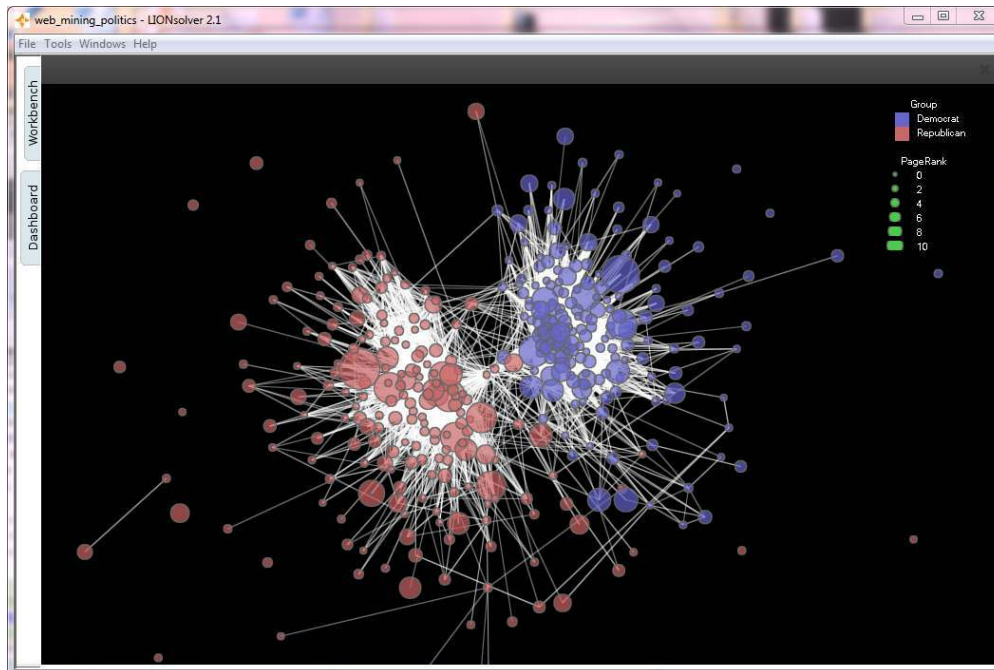 web_mining_politics - LIONsolver 2.1
File Tools Windows Help
Workbench
Dashboard
Group
Democrat
Republican
PageRank
0
2
4
6
8
10